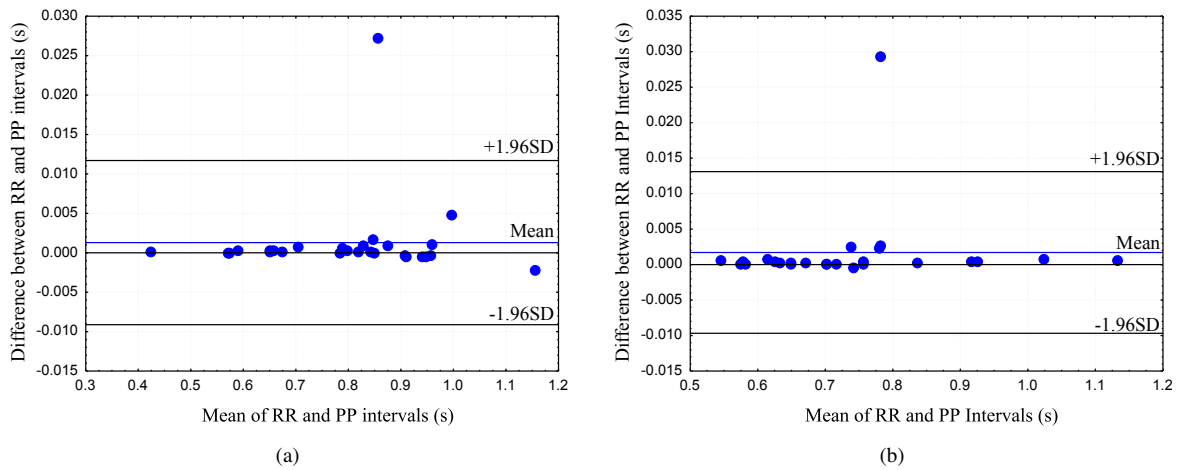 Difference between RR and PP intervals (s)
0.030
0.025
0.020
0.015
0.010
0.005
0.000
-0.005
-0.010
-0.015
+1.96SD
Mean
-1.96SD
0.3 0.4 0.5 0.6 0.7 0.8 0.9 1.0 1.1 1.2
Mean of RR and PP intervals (s)
(a)
Difference between RR and PP Intervals (s)
0.035
0.030
0.025
0.020
0.015
0.010
0.005
0.000
-0.005
-0.010
-0.015
+1.96SD
Mean
-1.96SD
0.5 0.6 0.7 0.8 0.9 1.0 1.1 1.2
Mean of RR and PP Intervals (s)
(b)